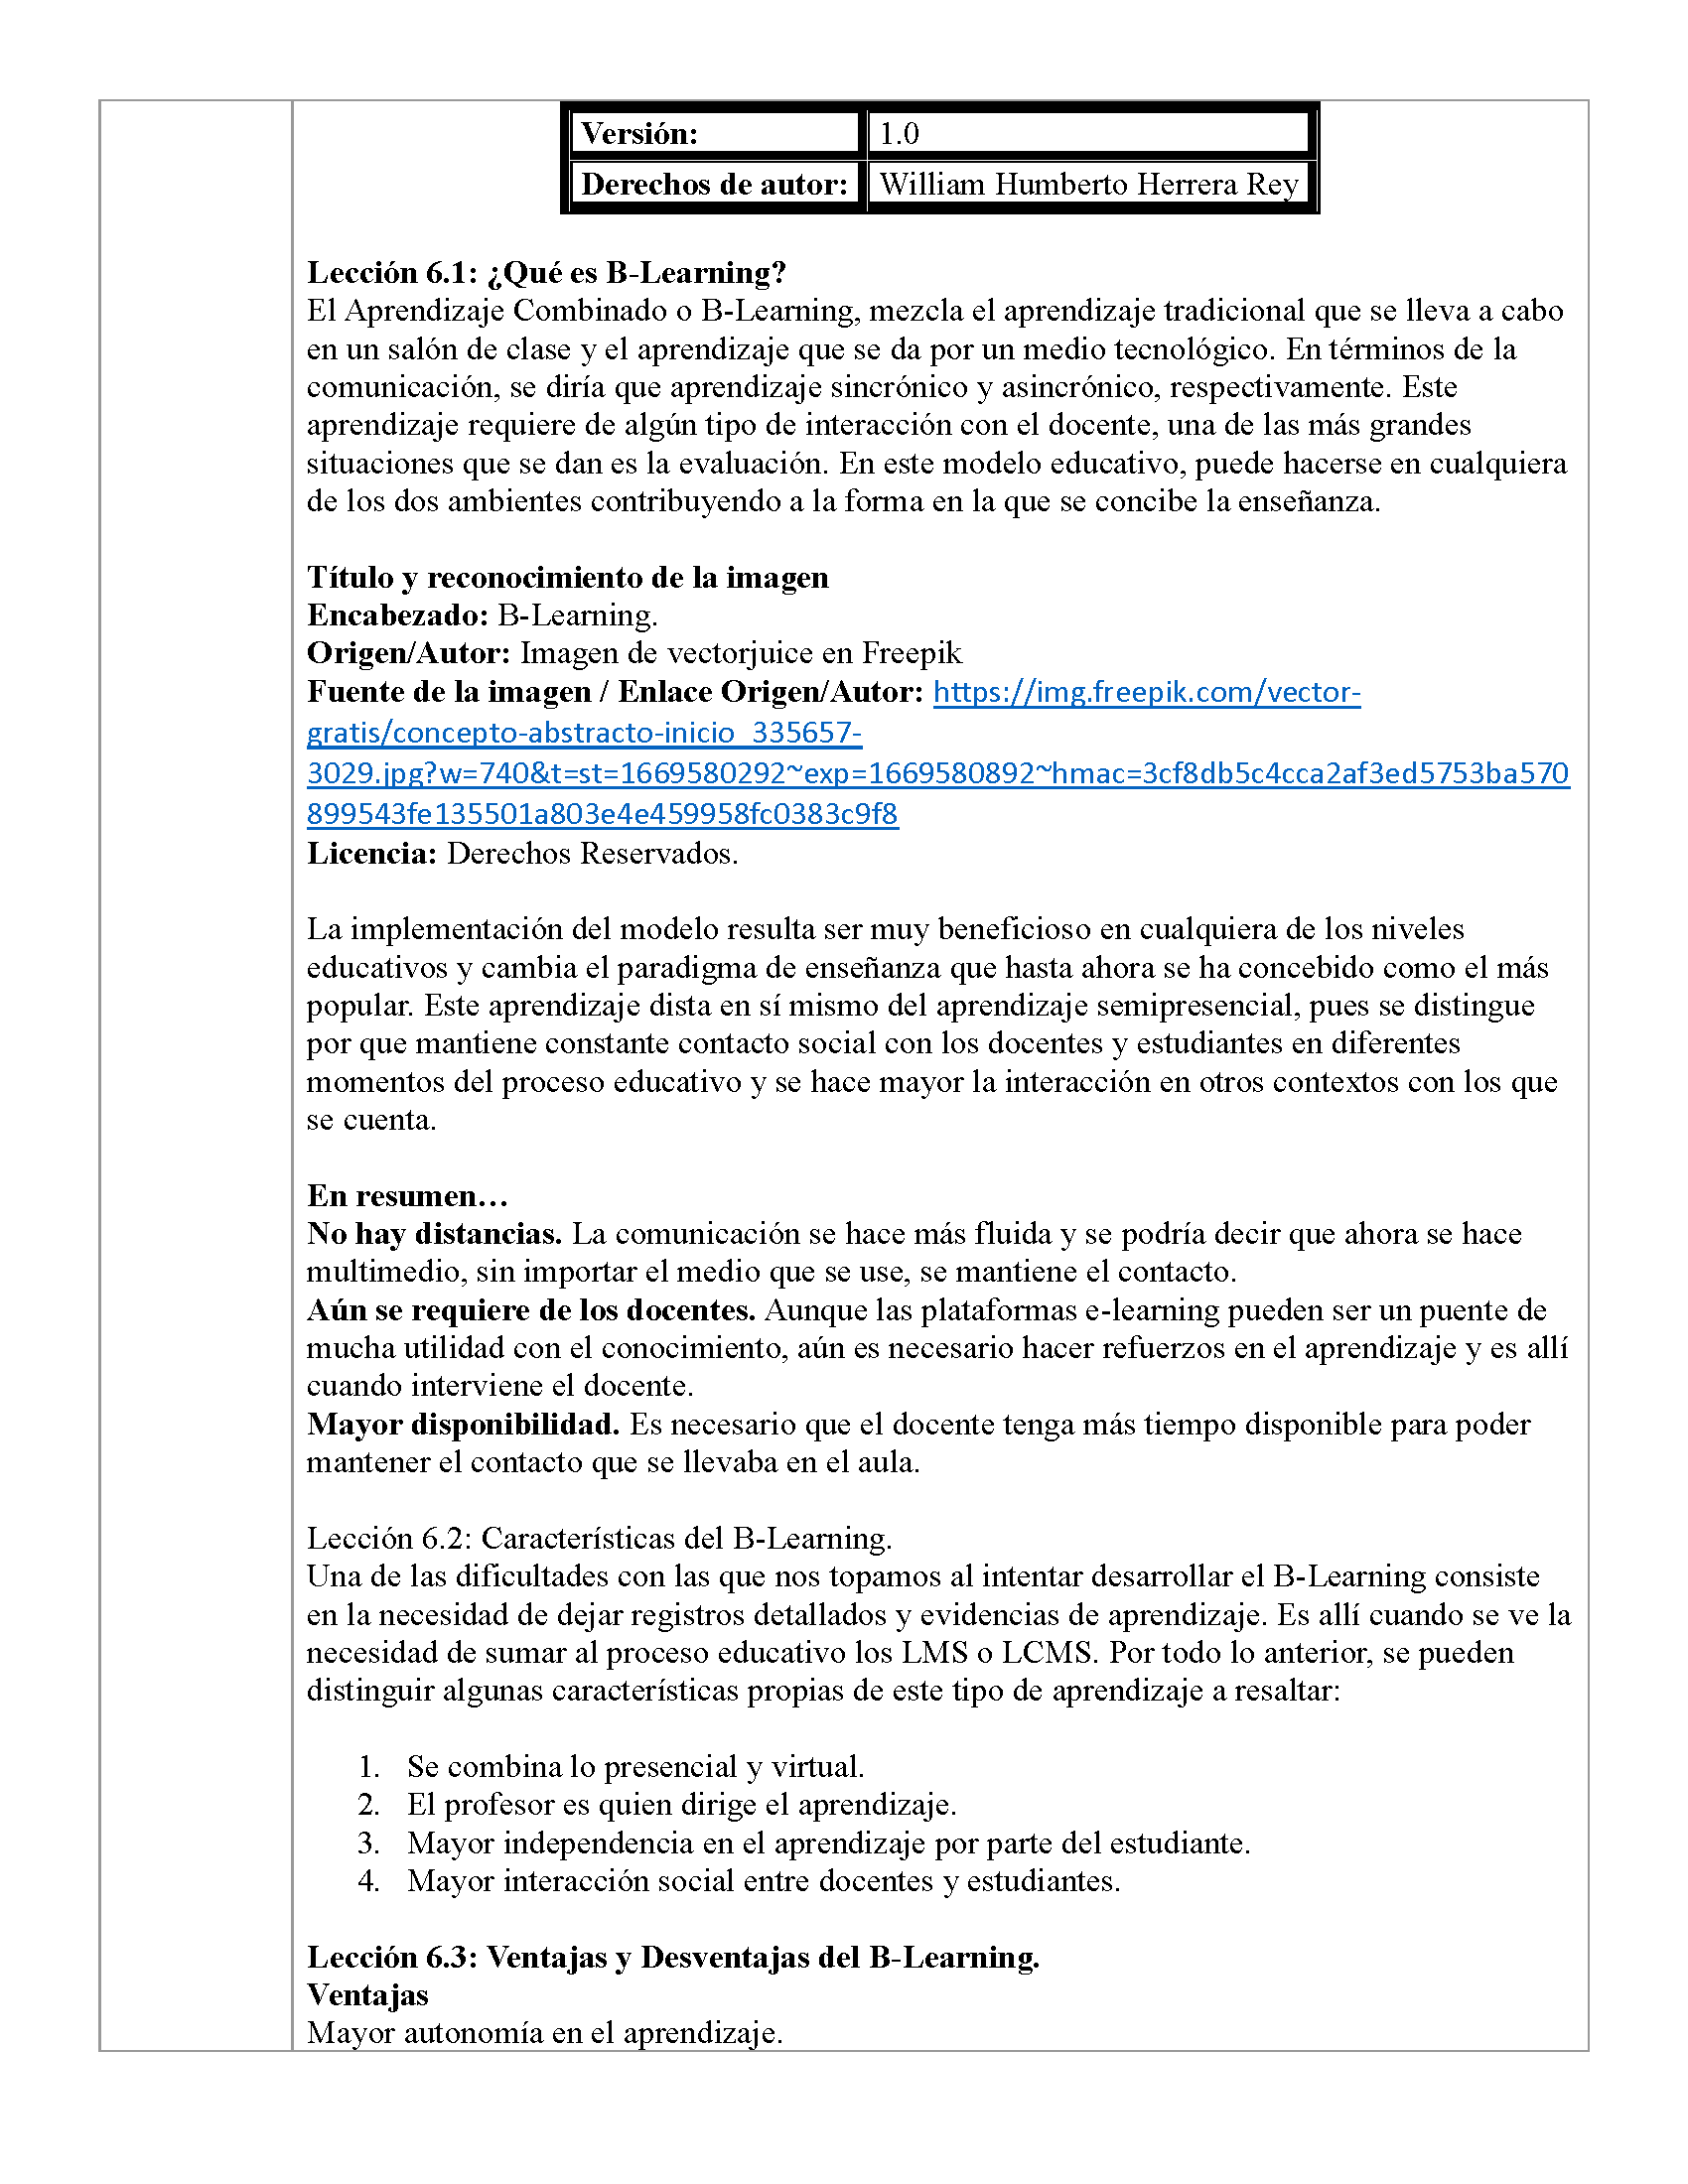 Versión: 1.0
Derechos de autor: William Humberto Herrera Rey
Lección 6.1: ¿Qué es B-Learning?
El Aprendizaje Combinado o B-Learning, mezcla el aprendizaje tradicional que se lleva a cabo
en un salón de clase y el aprendizaje que se da por un medio tecnológico. En términos de la
comunicación, se diría que aprendizaje sincrónico y asincrónico, respectivamente. Este
aprendizaje requiere de algún tipo de interacción con el docente, una de las más grandes
situaciones que se dan es la evaluación. En este modelo educativo, puede hacerse en cualquiera
de los dos ambientes contribuyendo a la forma en la que se concibe la enseñanza.
Título y reconocimiento de la imagen
Encabezado: B-Learning.
Origen/Autor: Imagen de vectorjuice en Freepik
Fuente de la imagen / Enlace Origen/Autor: https://img.freepik.com/vector-
gratis/concepto-abstracto-inicio_335657-
3029.jpg?w=740&t=st=1669580292~exp=1669580892~hmac=3cf8db5c4cca2af3ed5753ba570
899543fe135501a803e4e459958fc0383c9f8
Licencia: Derechos Reservados.
La implementación del modelo resulta ser muy beneficioso en cualquiera de los niveles
educativos y cambia el paradigma de enseñanza que hasta ahora se ha concebido como el más
popular. Este aprendizaje dista en sí mismo del aprendizaje semipresencial, pues se distingue
por que mantiene constante contacto social con los docentes y estudiantes en diferentes
momentos del proceso educativo y se hace mayor la interacción en otros contextos con los que
se cuenta.
En resumen…
No hay distancias. La comunicación se hace más fluida y se podría decir que ahora se hace
multimedio, sin importar el medio que se use, se mantiene el contacto.
Aún se requiere de los docentes. Aunque las plataformas e-learning pueden ser un puente de
mucha utilidad con el conocimiento, aún es necesario hacer refuerzos en el aprendizaje y es allí
cuando interviene el docente.
Mayor disponibilidad. Es necesario que el docente tenga más tiempo disponible para poder
mantener el contacto que se llevaba en el aula.
Lección 6.2: Características del B-Learning.
Una de las dificultades con las que nos topamos al intentar desarrollar el B-Learning consiste
en la necesidad de dejar registros detallados y evidencias de aprendizaje. Es allí cuando se ve la
necesidad de sumar al proceso educativo los LMS o LCMS. Por todo lo anterior, se pueden
distinguir algunas características propias de este tipo de aprendizaje a resaltar:
1. Se combina lo presencial y virtual.
2. El profesor es quien dirige el aprendizaje.
3. Mayor independencia en el aprendizaje por parte del estudiante.
4. Mayor interacción social entre docentes y estudiantes.
Lección 6.3: Ventajas y Desventajas del B-Learning.
Ventajas
Mayor autonomía en el aprendizaje.